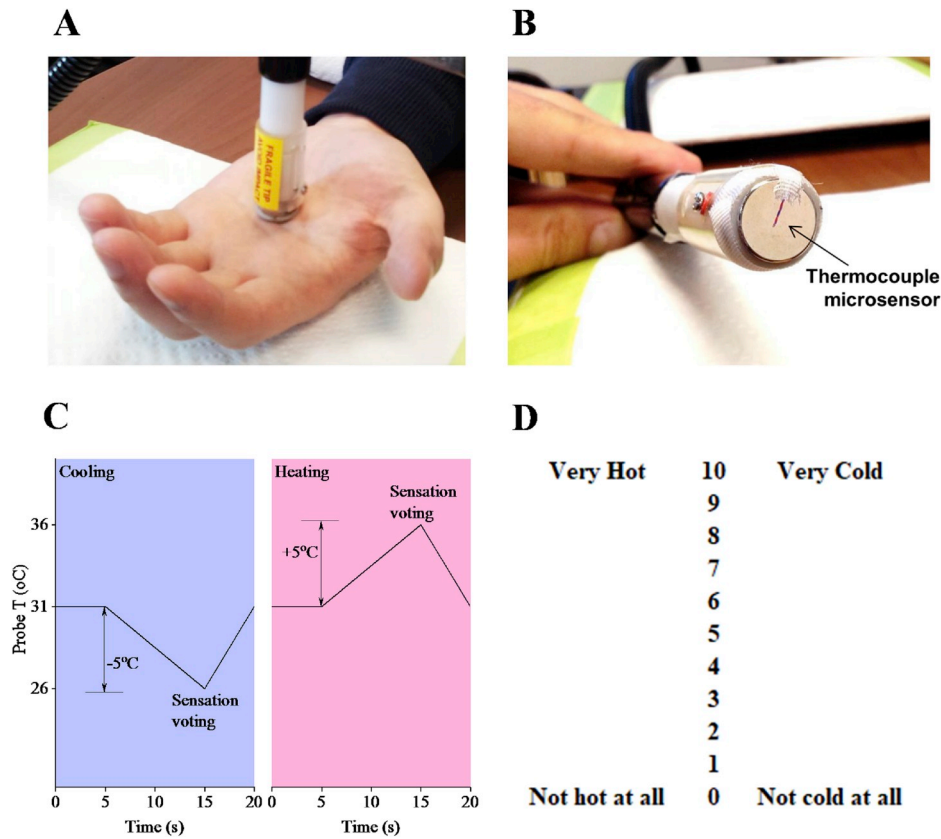 A
B
FRAGILE TIP
AVOID IMPACT
Thermocouple
microsensor
C
D
Cooling
Heating
Sensation
voting
+5°C
36
31
26
Probe T (oC)
-5°C
Sensation
voting
0 5 10 15 20
0 5 10 15 20
Time (s)
Time (s)
Very Hot 10 Very Cold
9
8
7
6
5
4
3
2
1
Not hot at all 0 Not cold at all